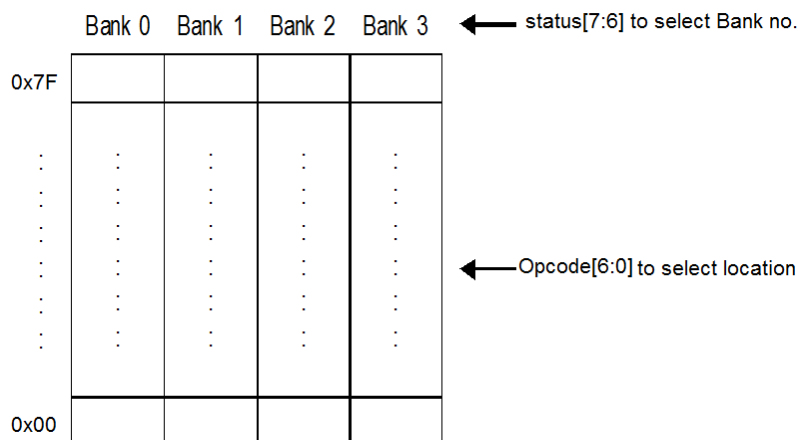 Bank 0 Bank 1 Bank 2 Bank 3 status[7:6] to select Bank no.
0x7F
Opcode[6:0] to select location
0x00